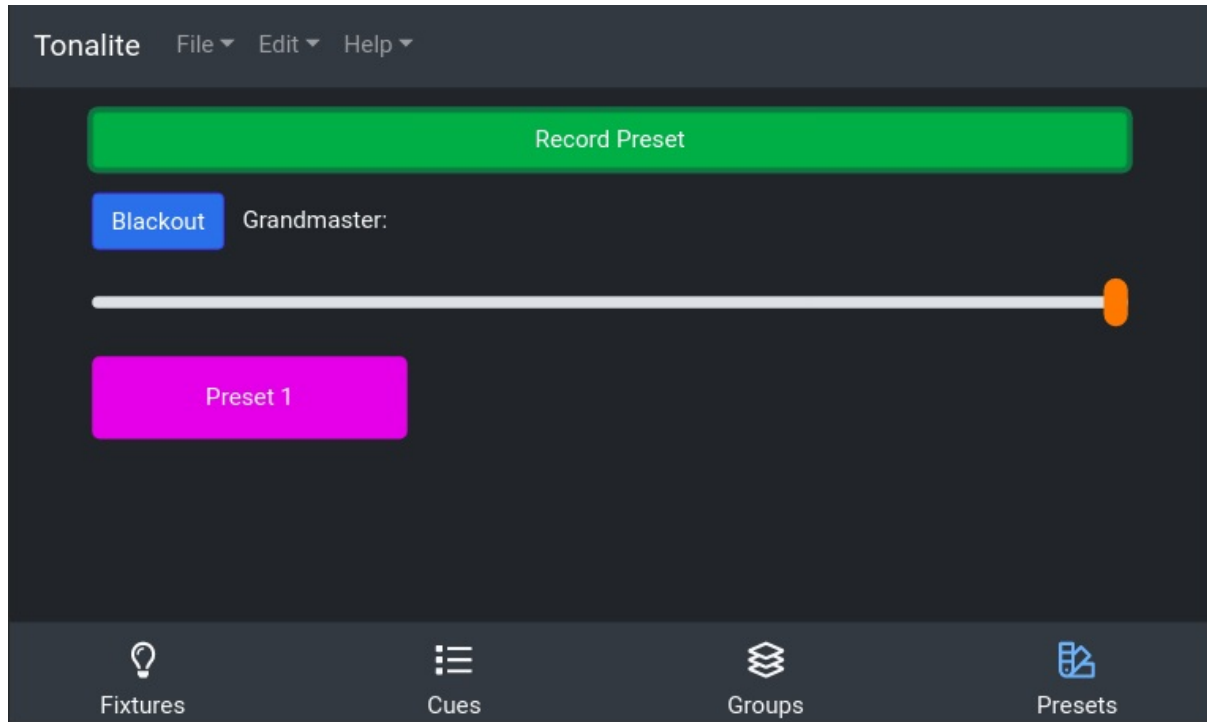 Tonalite File Edit Help
Record Preset
Blackout Grandmaster:
Preset 1
Fixtures Cues Groups Presets